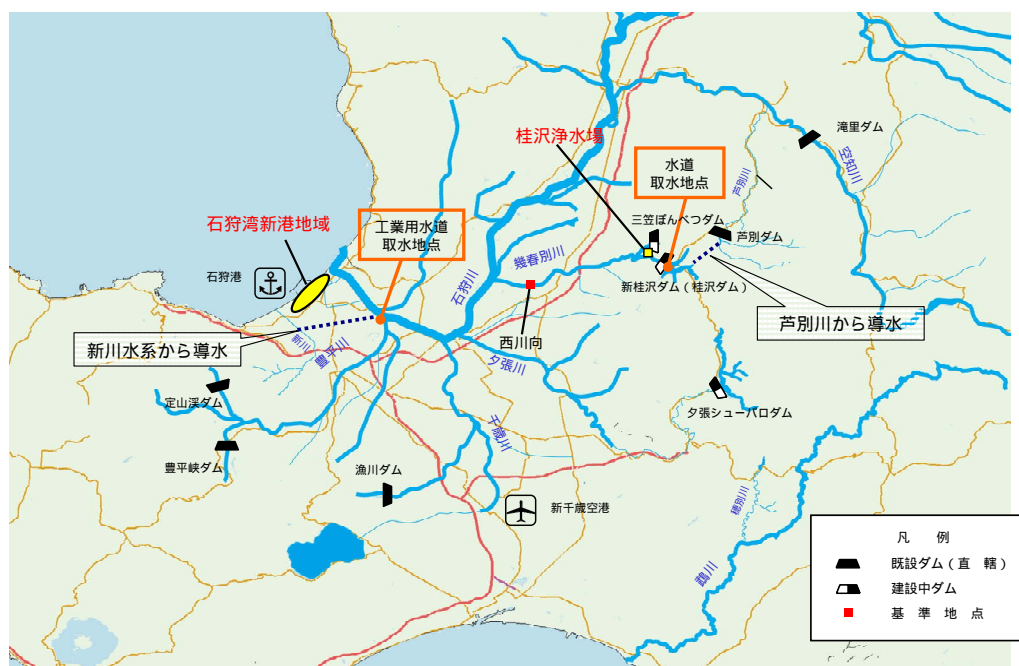 滝里ダム
空知川
桂沢浄水場
水道
取水地点
芦別川
三笠ぽんべつダム
芦別ダム
石狩湾新港地域
工業用水道
取水地点
幾春別川
石狩港
石狩川
新桂沢ダム(桂沢ダム)
芦別川から導水
新川
豊平川
西川向
新川水系から導水
夕張川
定山渓ダム
夕張シューパロダム
千歳川
豊平峡ダム
漁川ダム
新千歳空港
穂別川
鵡川
凡 例
既設ダム(直 轄)
建設中ダム
基 準 地 点